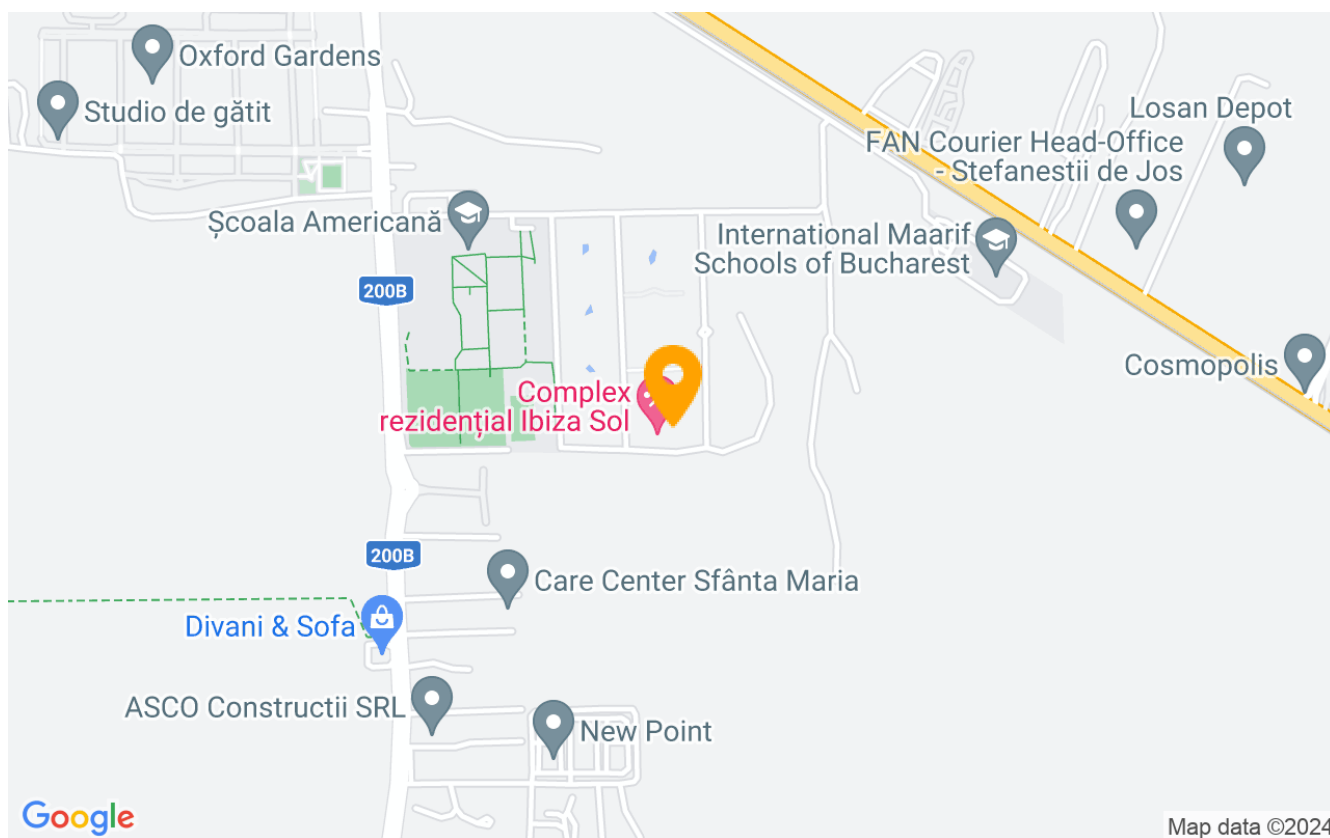 Oxford Gardens
Studio de gătit
Losan Depot
FAN Courier Head-Office
- Stefanestii de Jos
Școala Americană
International Maarif
Schools of Bucharest
200B
Cosmopolis
Complex
rezidențial Ibiza Sol
200B
Care Center Sfânta Maria
Divani & Sofa
ASCO Constructii SRL
New Point
Google
Map data ©2024